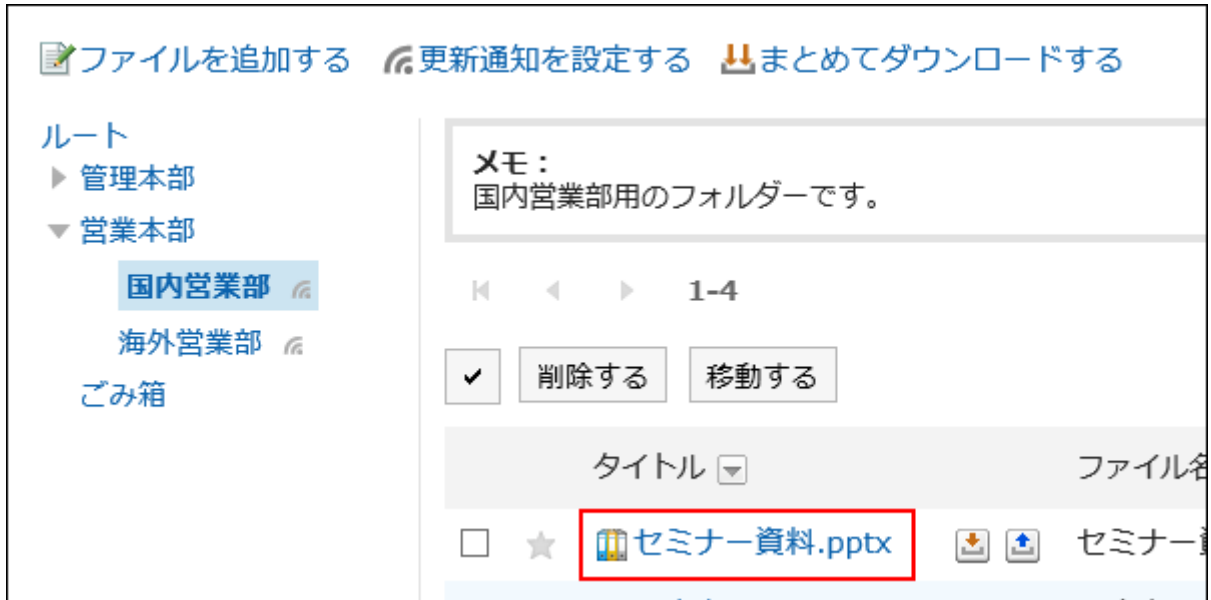 ファイルを追加する 更新通知を設定する まとめてダウンロードする
ルート
管理本部
営業本部
国内営業部
海外営業部
ごみ箱
メモ：
国内営業部用のフォルダーです。
1-4
削除する 移動する
タイトル ファイル名
セミナー資料.pptx セミナー